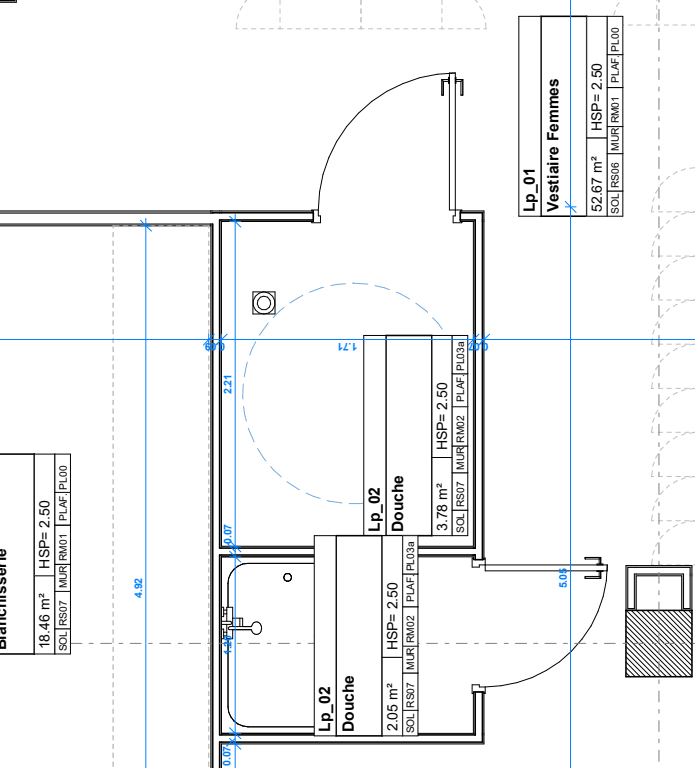 Lp_01
Vestiaire Femmes
52.67 m² HSP= 2.50
SOL RS06 MUR RM01 PLAF. PL00
1.71
2.21
Lp_02
Douche
3.78 m² HSP= 2.50
SOL RS07 MUR RM02 PLAF. PL03a
0.07
Blanchisserie
18.46 m² HSP= 2.50
SOL RS07 MUR RM01 PLAF. PL00
4.92
5.05
Lp_02
Douche
2.05 m² HSP= 2.50
SOL RS07 MUR RM02 PLAF. PL03a
0.07